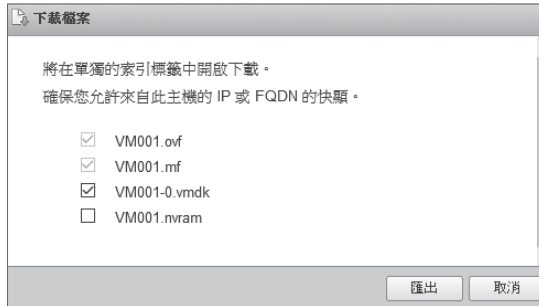 下載檔案
將在單獨的索引標籤中開啟下載。
確保您允許來自此主機的 IP 或 FQDN 的快顯。
VM001.ovf
VM001.mf
VM001-0.vmdk
VM001.nvram
匯出 取消